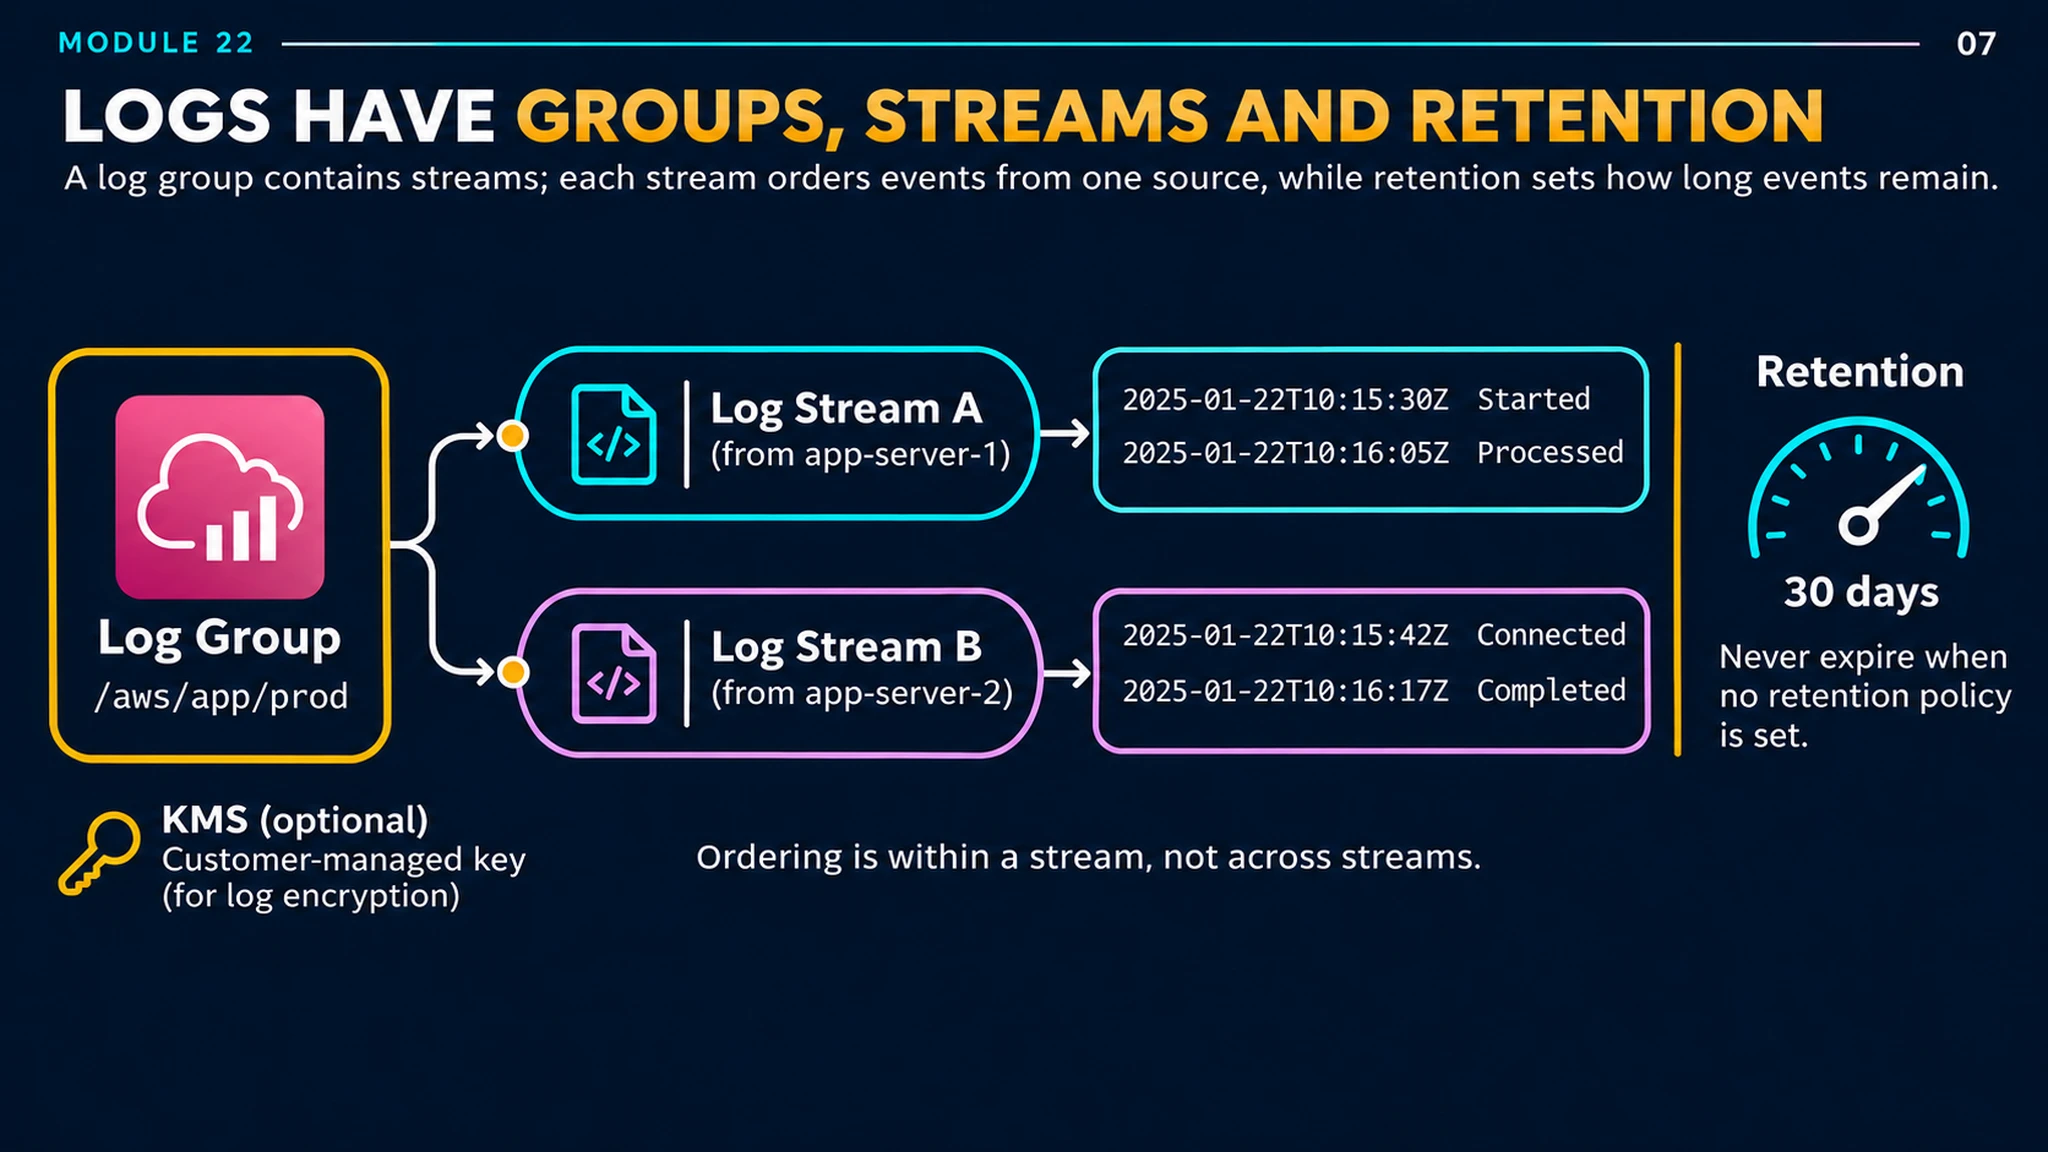 MODULE 22
07
LOGS HAVE GROUPS, STREAMS AND RETENTION
A log group contains streams; each stream orders events from one source, while retention sets how long events remain.
Log Group
/aws/app/prod
Log Stream A
(from app-server-1)
2025-01-22T10:15:30Z Started
2025-01-22T10:16:05Z Processed
Log Stream B
(from app-server-2)
2025-01-22T10:15:42Z Connected
2025-01-22T10:16:17Z Completed
Retention
30 days
Never expire when
no retention policy
is set.
KMS (optional)
Customer-managed key
(for log encryption)
Ordering is within a stream, not across streams.